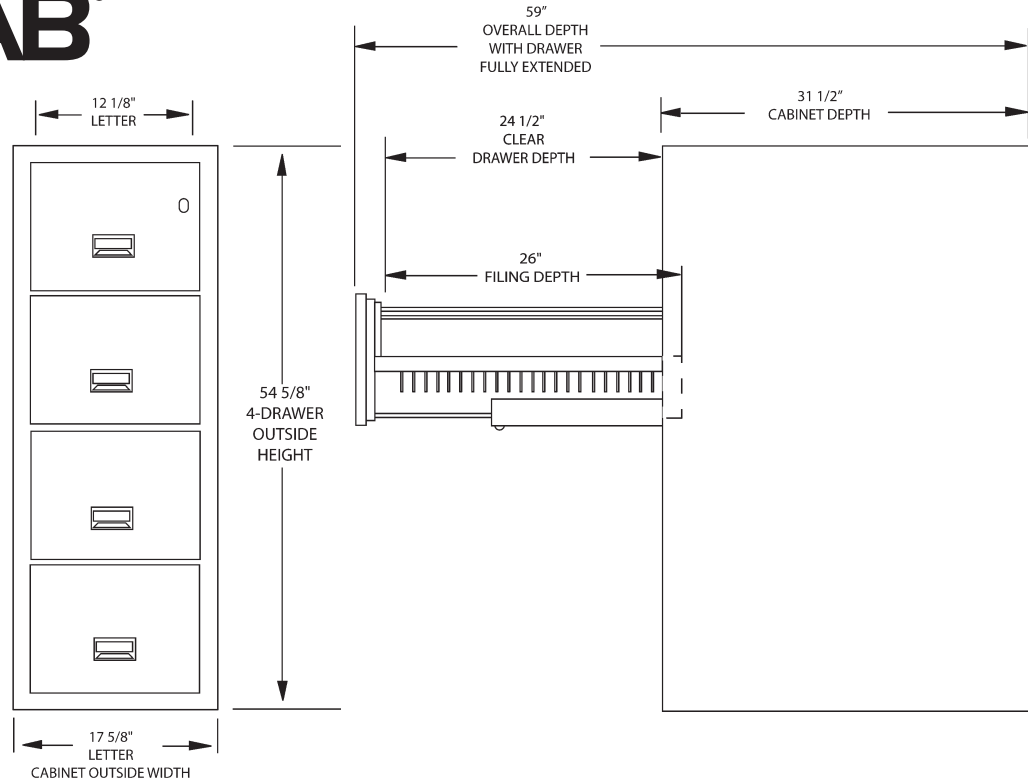 AB
59”
OVERALL DEPTH
WITH DRAWER
FULLY EXTENDED
12 1/8"
LETTER
31 1/2”
CABINET DEPTH
24 1/2"
CLEAR
DRAWER DEPTH
26"
FILING DEPTH
54 5/8"
4-DRAWER
OUTSIDE
HEIGHT
17 5/8"
LETTER
CABINET OUTSIDE WIDTH